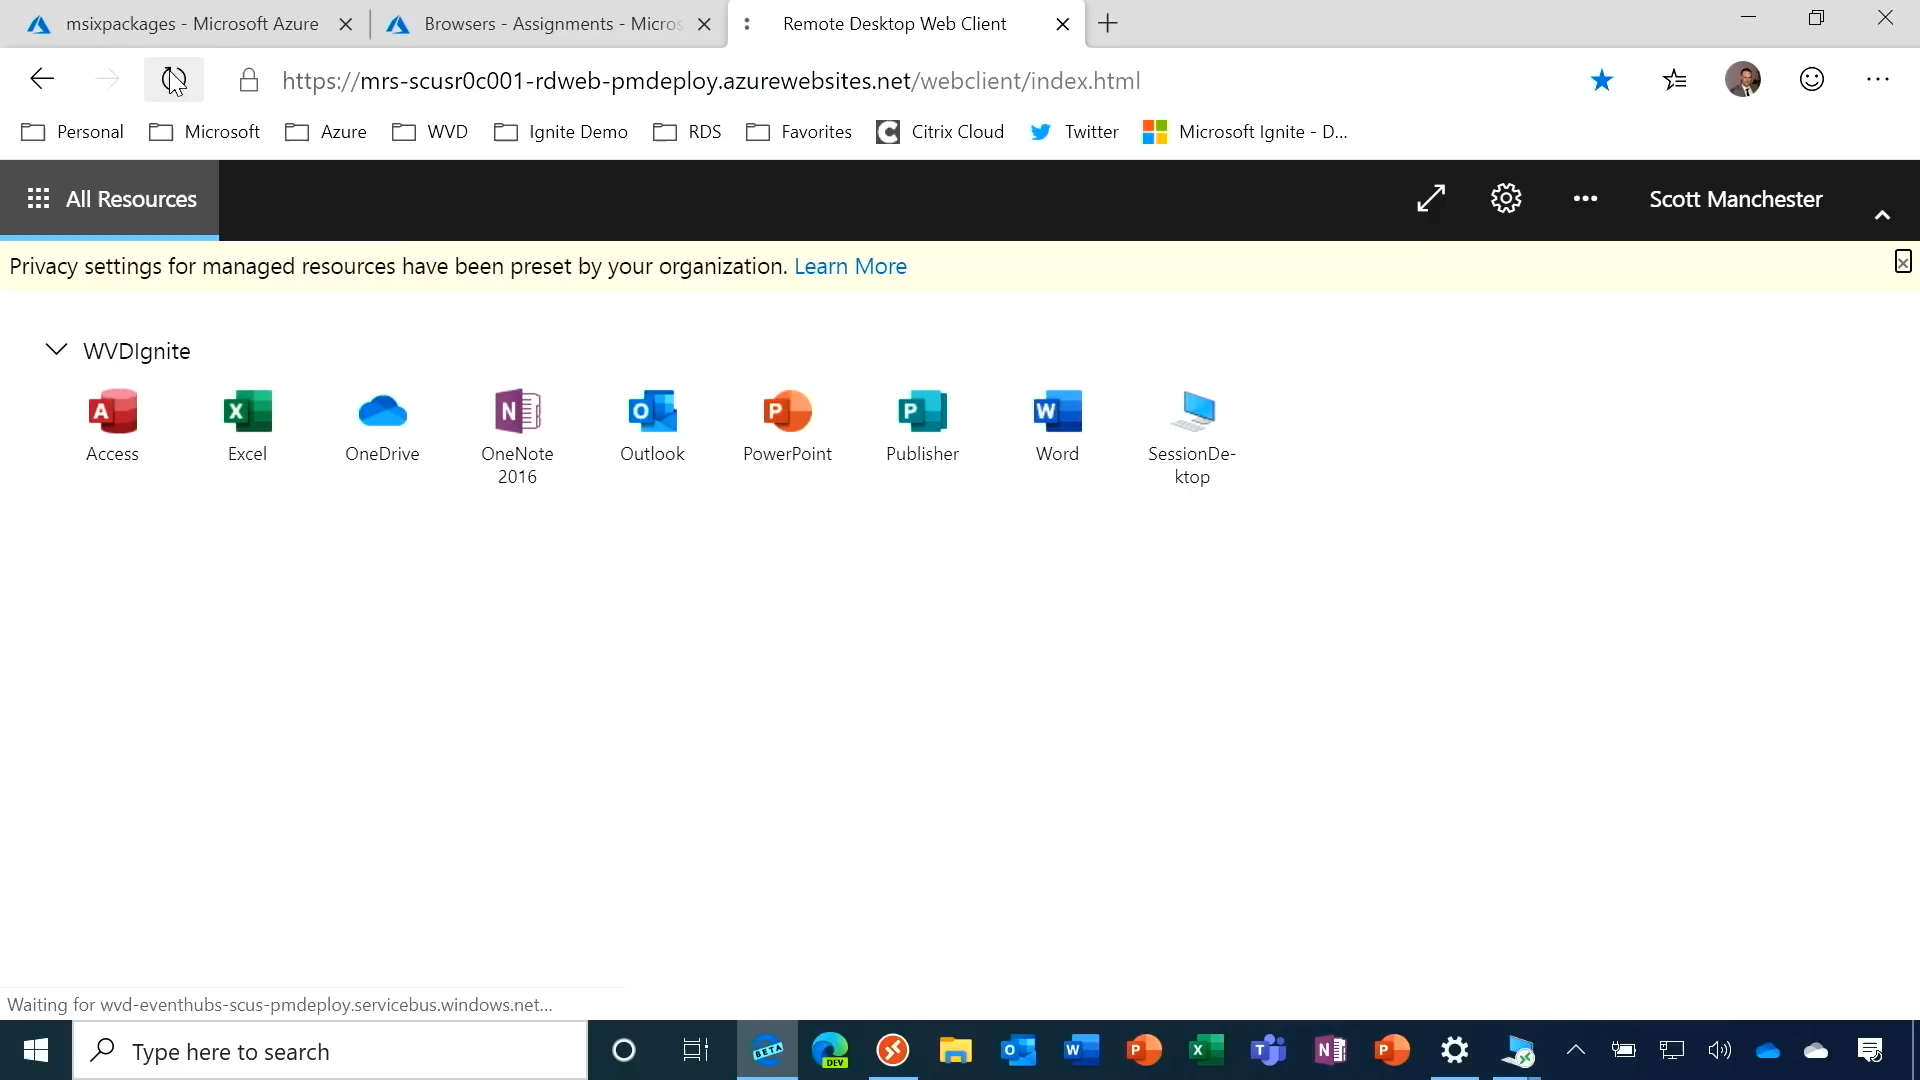 msixpackages - Microsoft Azure
Browsers - Assignments - Micros
Remote Desktop Web Client
https://mrs-scusr0c001-rdweb-pmdeploy.azurewebsites.net/webclient/index.html
Personal
Microsoft
Azure
WVD
Ignite Demo
RDS
Favorites
Citrix Cloud
Twitter
Microsoft Ignite - D...
All Resources
Scott Manchester
Privacy settings for managed resources have been preset by your organization. Learn More
WVDIgnite
Access
Excel
OneDrive
OneNote
2016
Outlook
PowerPoint
Publisher
Word
SessionDe-
ktop
Waiting for wvd-eventhubs-scus-pmdeploy.servicebus.windows.net...
Type here to search
BETA
DEV